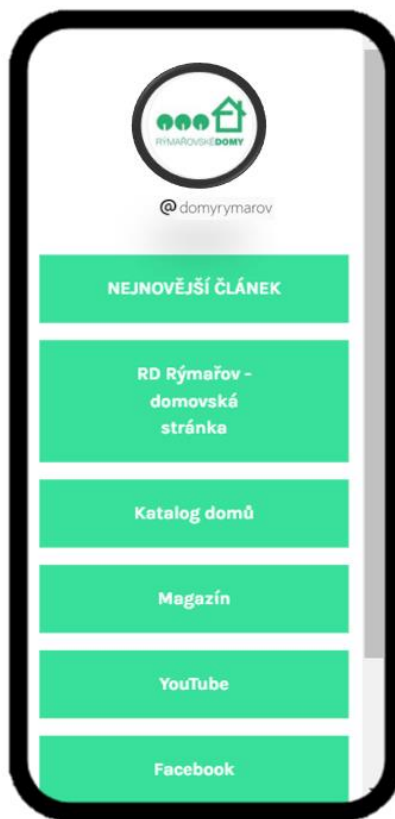 RÝMAŘOVSKÉDOMY
@domyrymarov
NEJNOVĚJŠÍ ČLÁNEK
RD Rýmařov -
domovská
stránka
Katalog domů
Magazín
YouTube
Facebook